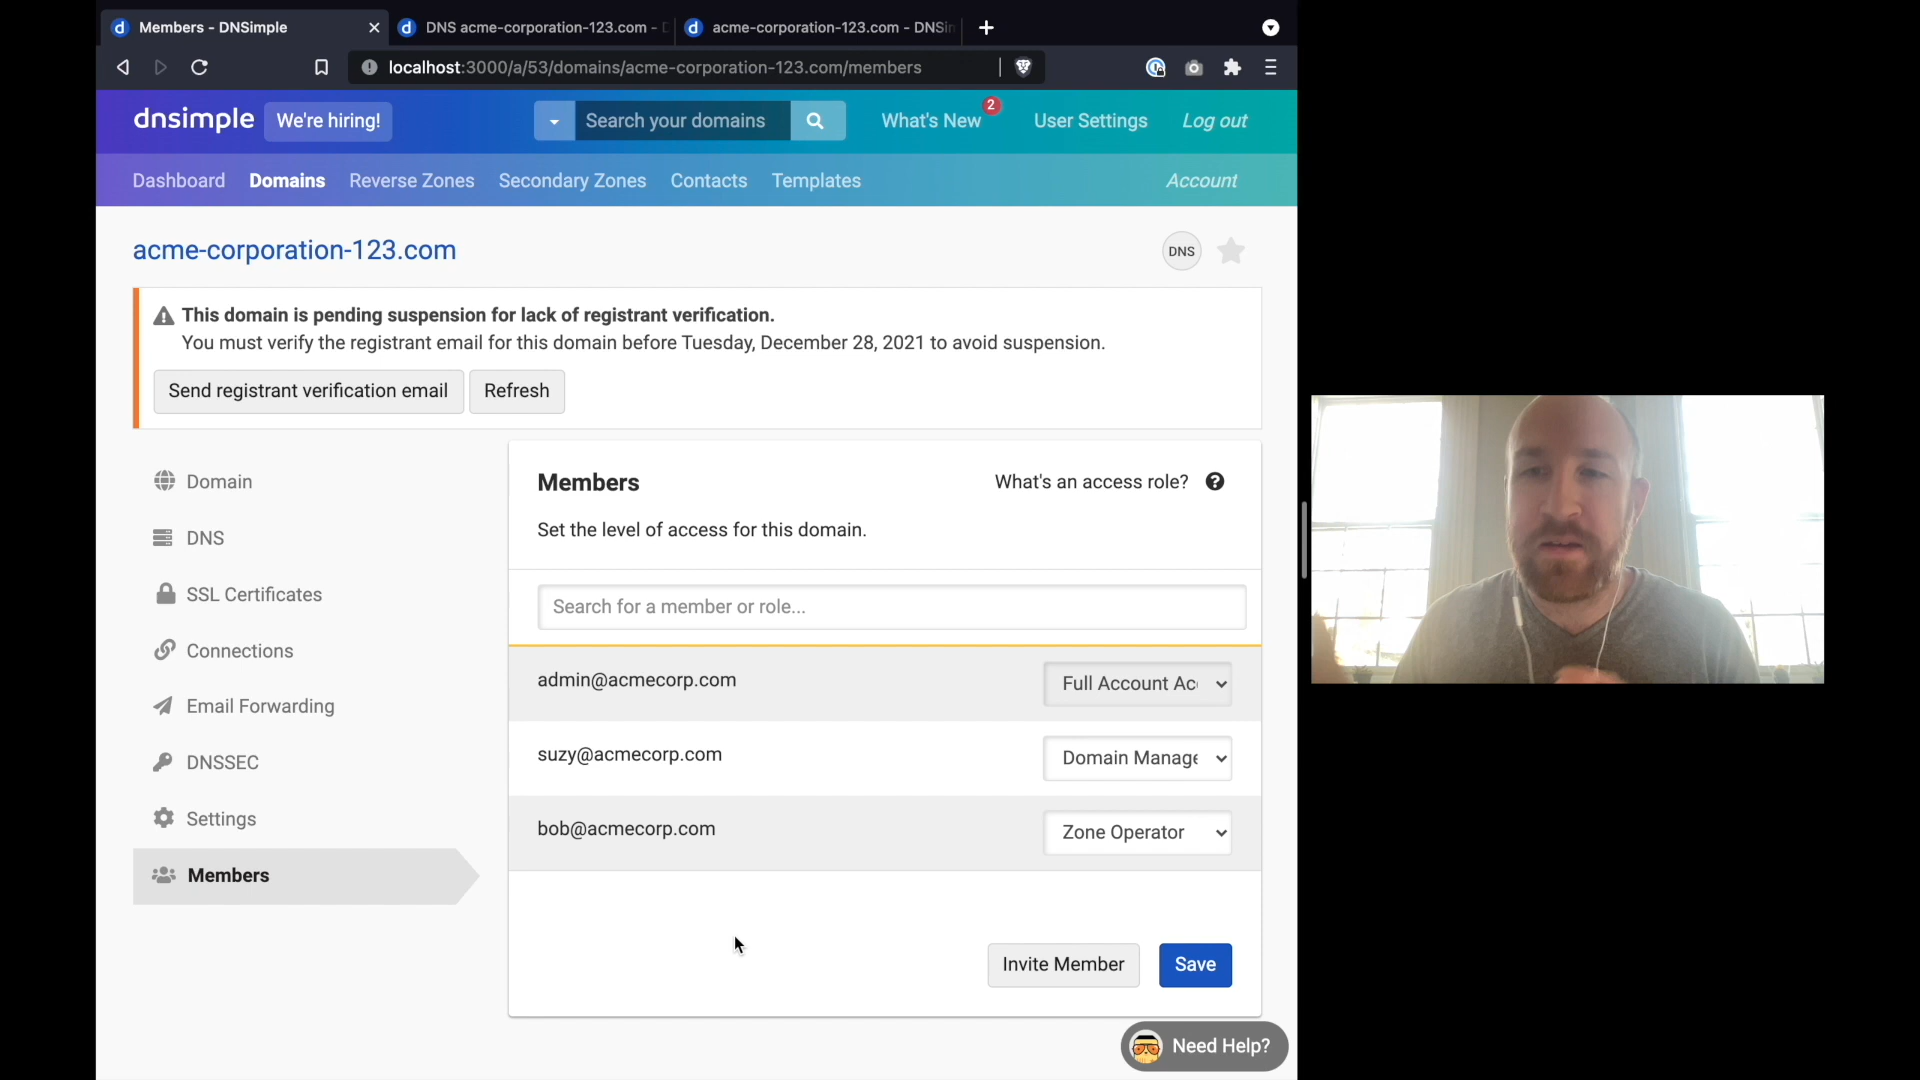 Members - DNSimple
DNS acme-corporation-123.com -
acme-corporation-123.com -
localhost:3000/a/53/domains/acme-corporation-123.com/members
dnsimple
We're hiring!
Search your domains
What's New
2
User Settings
Log out
Dashboard
Domains
Reverse Zones
Secondary Zones
Contacts
Templates
Account
acme-corporation-123.com
DNS
This domain is pending suspension for lack of registrant verification.
You must verify the registrant email for this domain before Tuesday, December 28, 2021 to avoid suspension.
Send registrant verification email
Refresh
Domain
DNS
SSL Certificates
Connections
Email Forwarding
DNSSEC
Settings
Members
Members
What's an access role?
Set the level of access for this domain.
Search for a member or role...
admin@acmecorp.com
Full Account Ac
suzy@acmecorp.com
Domain Manage
bob@acmecorp.com
Zone Operator
Invite Member
Save
Need Help?